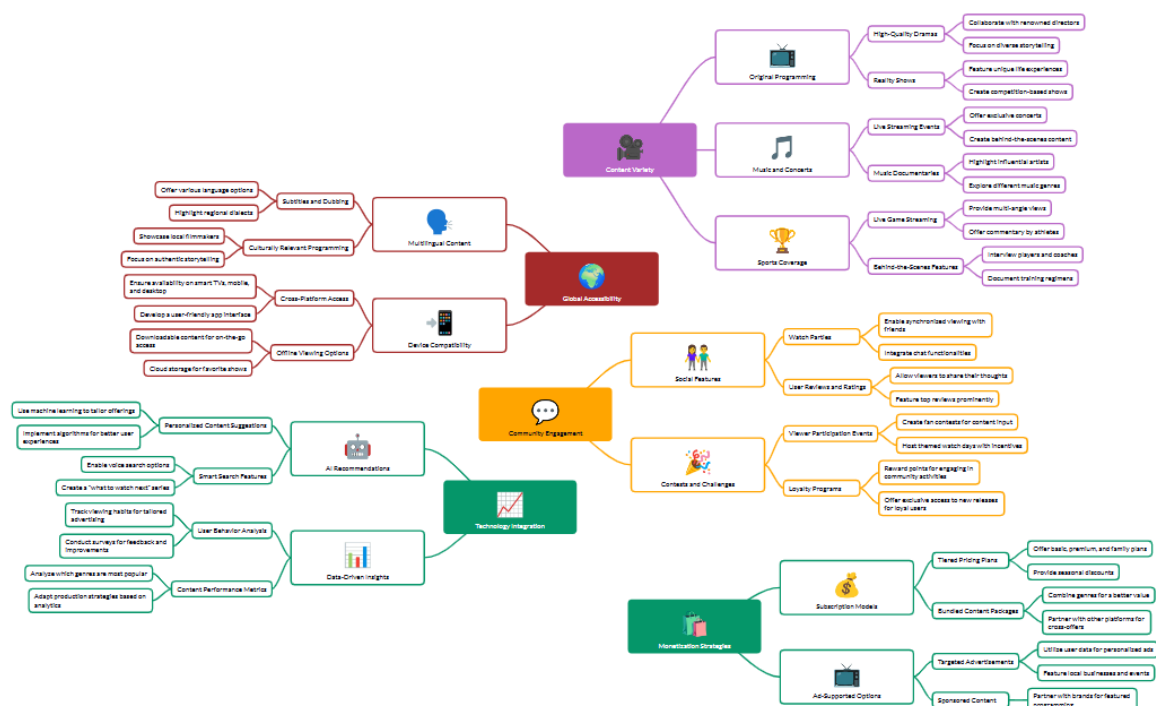 Content Variety
Original Programming
High-Quality Dramas
Collaborate with renowned directors
Focus on diverse storytelling
Reality Shows
Feature unique life experiences
Create competition-based shows
Music and Concerts
Live Streaming Events
Offer exclusive concerts
Create behind-the-scenes content
Music Documentaries
Highlight influential artists
Explore different music genres
Sports Coverage
Live Game Streaming
Provide multi-angle views
Offer commentary by athletes
Behind-the-Scenes Features
Interview players and coaches
Document training regimens
Global Accessibility
Multilingual Content
Subtitles and Dubbing
Offer various language options
Highlight regional dialects
Culturally Relevant Programming
Showcase local filmmakers
Focus on authentic storytelling
Device Compatibility
Cross-Platform Access
Ensure availability on smart TVs, mobile,
and desktop
Develop a user-friendly app interface
Offline Viewing Options
Downloadable content for on-the-go
access
Cloud storage for favorite shows
Community Engagement
Social Features
Watch Parties
Enable synchronized viewing with
friends
Integrate chat functionalities
User Reviews and Ratings
Allow viewers to share their thoughts
Feature top reviews prominently
Contests and Challenges
Viewer Participation Events
Create fan contests for content input
Host themed watch days with incentives
Loyalty Programs
Reward points for engaging in
community activities
Offer exclusive access to new releases
for loyal users
Technology Integration
AI Recommendations
Personalized Content Suggestions
Use machine learning to tailor offerings
Implement algorithms for better user
experiences
Smart Search Features
Enable voice search options
Create a "what to watch next" series
Data-Driven Insights
User Behavior Analysis
Track viewing habits for tailored
advertising
Conduct surveys for feedback and
improvements
Content Performance Metrics
Analyze which genres are most popular
Adapt production strategies based on
analytics
Monetization Strategies
Subscription Models
Tiered Pricing Plans
Offer basic, premium, and family plans
Provide seasonal discounts
Bundled Content Packages
Combine genres for a better value
Partner with other platforms for
cross-offers
Ad-Supported Options
Targeted Advertisements
Utilize user data for personalized ads
Feature local businesses and events
Sponsored Content
Partner with brands for featured
programming